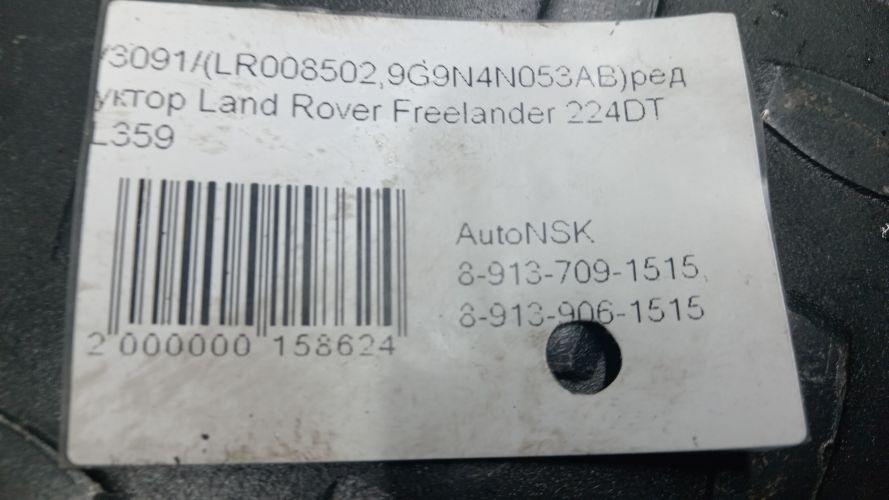 /3091/(LR008502,9G9N4N053AB)ред
уктор Land Rover Freelander 224DT
L359
AutoNSK
8-913-709-1515,
8-913-906-1515
2 000000 158624